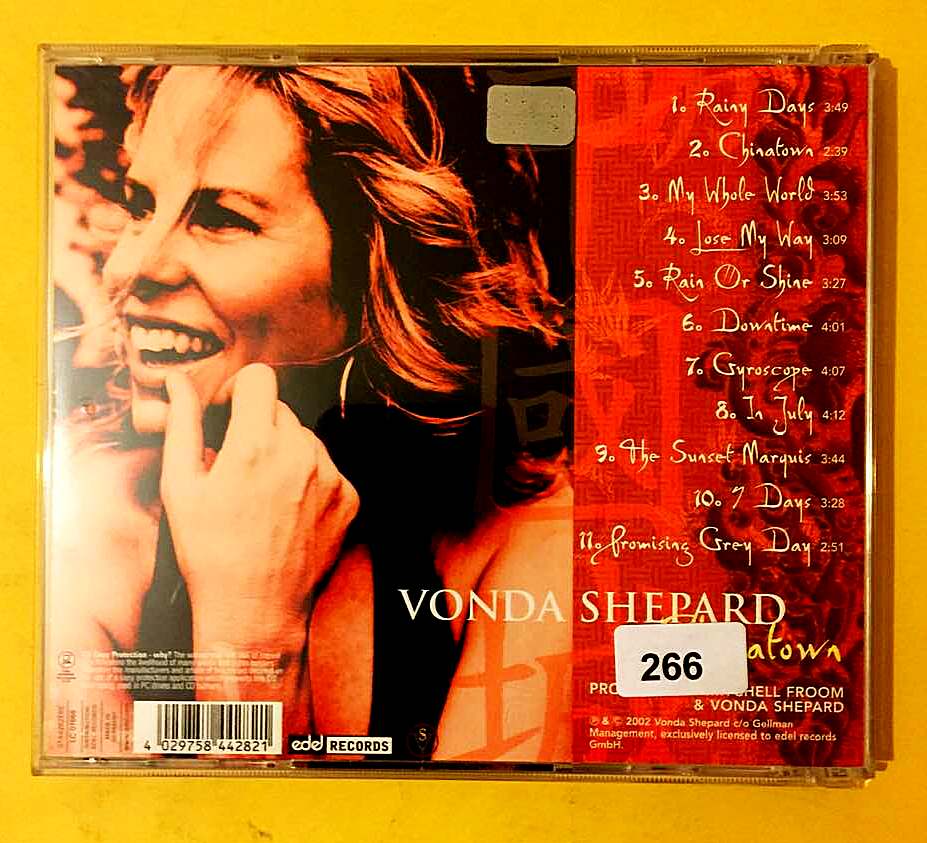 1. Rainy Days 3:49
2. Chinatown 2:39
3. My Whole World 3:53
4. Lose My Way 3:09
5. Rain Or Shine 3:27
6. Downtime 4:01
7. Gyroscope 4:07
8. In July 4:12
9. The Sunset Marquis 3:44
10. 7 Days 3:28
11. Promising Grey Day 2:51
VONDA SHEPARD
atown
266
FROOM
& VONDA SHEPARD
℗ & © 2002 Vonda Shepard c/o Gellman
Management, exclusively licensed to edel records
GmbH.
Copy Protection - why?
4 029758 442821
edel RECORDS
S